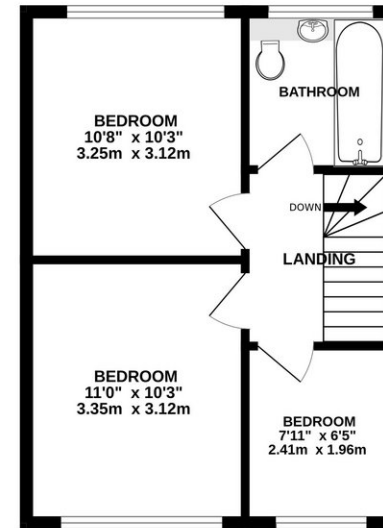 BEDROOM
10'8" x 10'3"
3.25m x 3.12m
BATHROOM
DOWN
LANDING
BEDROOM
11'0" x 10'3"
3.35m x 3.12m
BEDROOM
7'11" x 6'5"
2.41m x 1.96m